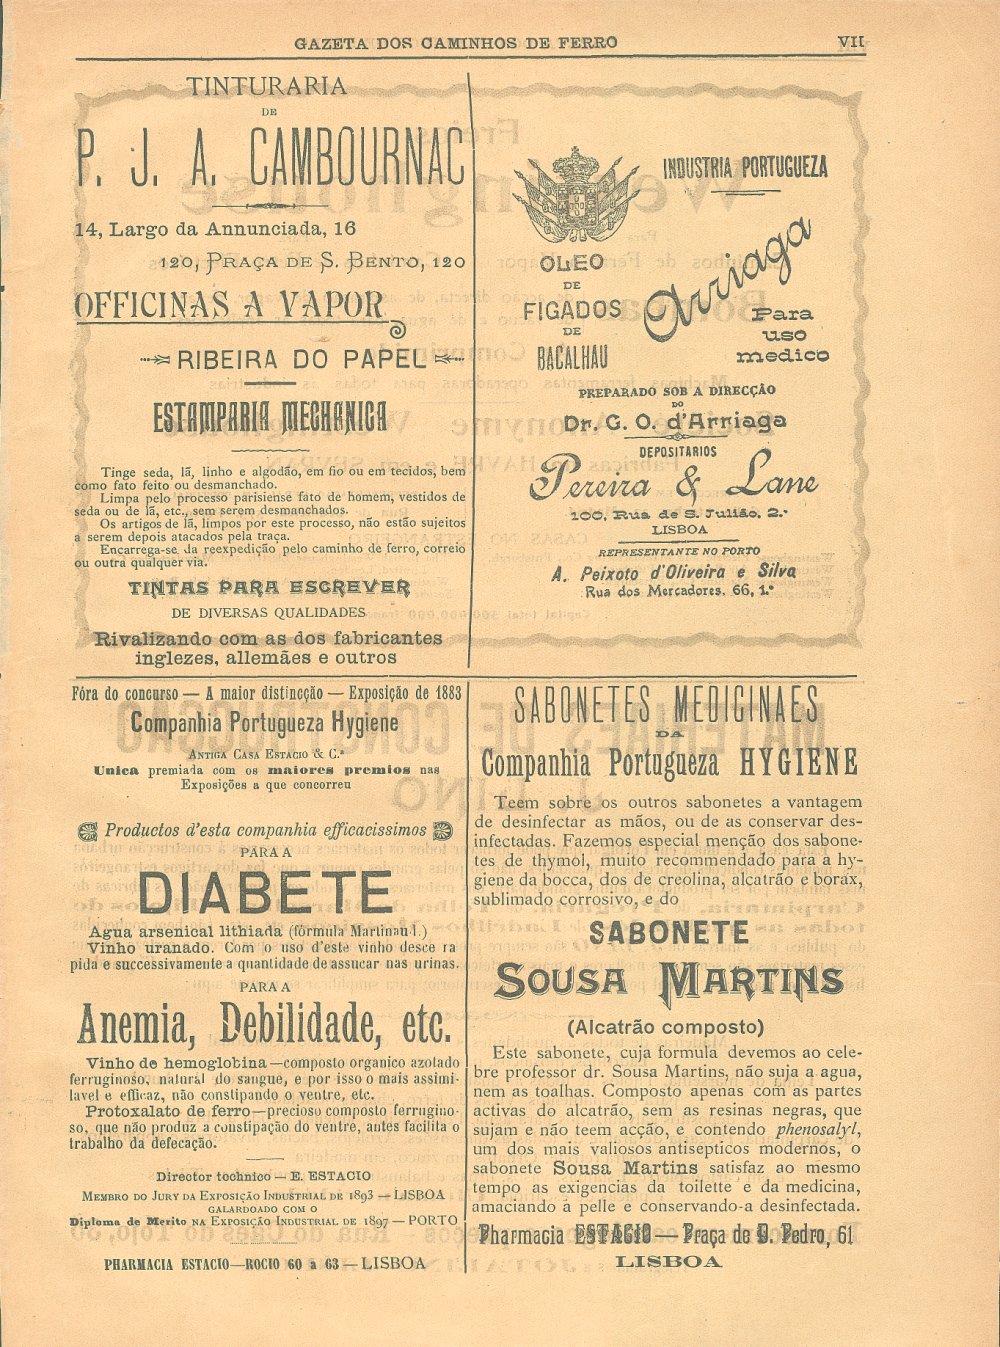 GAZETA DOS CAMINHOS DE FERRO
VII
TINTURARIA
DE
P. J. A. CAMBOURNAC
14, Largo da Annunciada, 16
120, PRAÇA DE S. BENTO, 120
OFFICINAS A VAPOR
RIBEIRA DO PAPEL
ESTAMPARIA MECHANICA
Tinge seda, lã, linho e algodão, em fio ou em tecidos, bem
como fato feito ou desmanchado.
Limpa pelo processo parisiense fato de homem, vestidos de
seda ou de lã, etc., sem serem desmanchados.
Os artigos de lã, limpos por este processo, não estão sujeitos
a serem depois atacados pela traça.
Encarrega-se da reexpedição pelo caminho de ferro, correio
ou outra qualquer via.
TINTAS PARA ESCREVER
DE DIVERSAS QUALIDADES
Rivalizando com as dos fabricantes
inglezes, allemães e outros
INDUSTRIA PORTUGUEZA
OLEO
DE
FIGADOS
DE
BACALHAU
Arriaga
Para
uso
medico
PREPARADO SOB A DIRECÇÃO
DO
Dr. C. O. d'Arriaga
DEPOSITARIOS
Pereira & Lane
100, Rua de S. Julião, 2.º
LISBOA
REPRESENTANTE NO PORTO
A. Peixoto d'Oliveira e Silva
Rua dos Mercadores, 66, 1.º
Fóra do concurso — A maior distincção — Exposição de 1883
Companhia Portugueza Hygiene
ANTIGA CASA ESTACIO & C.ª
Unica premiada com os maiores premios nas
Exposições a que concorreu
Productos d'esta companhia efficacissimos
PARA A
DIABETE
Agua arsenical lithiada (fórmula Martinaul.)
Vinho uranado. Com o uso d'este vinho desce ra
pida e successivamente a quantidade de assucar nas urinas.
PARA A
Anemia, Debilidade, etc.
Vinho de hemoglobina—composto organico azotado
ferruginoso, natural do sangue, e por isso o mais assimi-
lavel e efficaz, não constipando o ventre, etc.
Protoxalato de ferro—precioso composto ferrugino-
so, que não produz a constipação do ventre, antes facilita o
trabalho da defecação.
Director technico — E. ESTACIO
MEMBRO DO JURY DA EXPOSIÇÃO INDUSTRIAL DE 1893 — LISBOA
GALARDOADO COM O
Diploma de Merito NA EXPOSIÇÃO INDUSTRIAL DE 1897 — PORTO
PHARMACIA ESTACIO—ROCIO 60 a 63 — LISBOA
SABONETES MEDICINAES
DA
Companhia Portugueza HYGIENE
Teem sobre os outros sabonetes a vantagem
de desinfectar as mãos, ou de as conservar des-
infectadas. Fazemos especial menção dos sabone-
tes de thymol, muito recommendado para a hy-
giene da bocca, dos de creolina, alcatrão e borax,
sublimado corrosivo, e do
SABONETE
SOUSA MARTINS
(Alcatrão composto)
Este sabonete, cuja formula devemos ao cele-
bre professor dr. Sousa Martins, não suja a agua,
nem as toalhas. Composto apenas com as partes
activas do alcatrão, sem as resinas negras, que
sujam e não teem acção, e contendo phenosalyl,
um dos mais valiosos antisepticos modernos, o
sabonete Sousa Martins satisfaz ao mesmo
tempo as exigencias da toilette e da medicina,
amaciando a pelle e conservando-a desinfectada.
Pharmacia ESTACIO — Praça de D. Pedro, 61
LISBOA